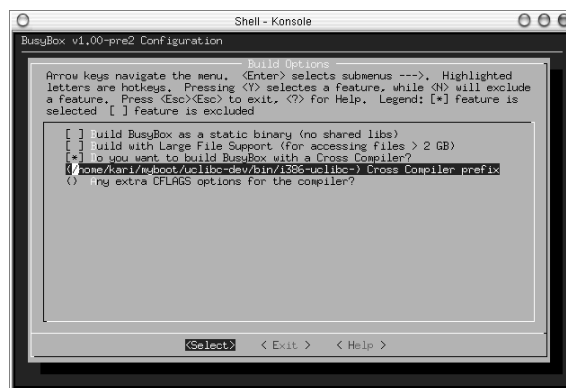 Shell - Konsole
BusyBox v1.00-pre2 Configuration
Build Options
Arrow keys navigate the menu. <Enter> selects submenus --->. Highlighted
letters are hotkeys. Pressing <Y> selectes a feature, while <N> will exclude
a feature. Press <Esc><Esc> to exit, <?> for Help. Legend: [*] feature is
selected [ ] feature is excluded
[ ] Build BusyBox as a static binary (no shared libs)
[ ] Build with Large File Support (for accessing files > 2 GB)
[*] Do you want to build BusyBox with a Cross Compiler?
(/home/kari/myboot/uclibc-dev/bin/i386-uclibc-) Cross Compiler prefix
() Any extra CFLAGS options for the compiler?
<Select> < Exit > < Help >